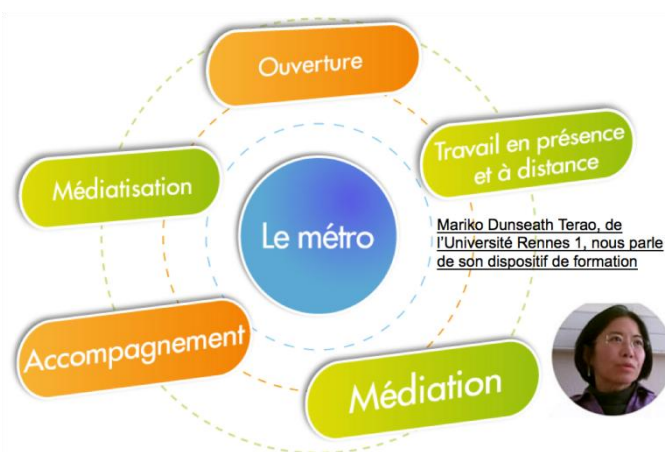 Ouverture
Travail en présence
et à distance
Médiatisation
Le métro
Mariko Dunseath Terao, de
l'Université Rennes 1, nous parle
de son dispositif de formation
Accompagnement
Médiation